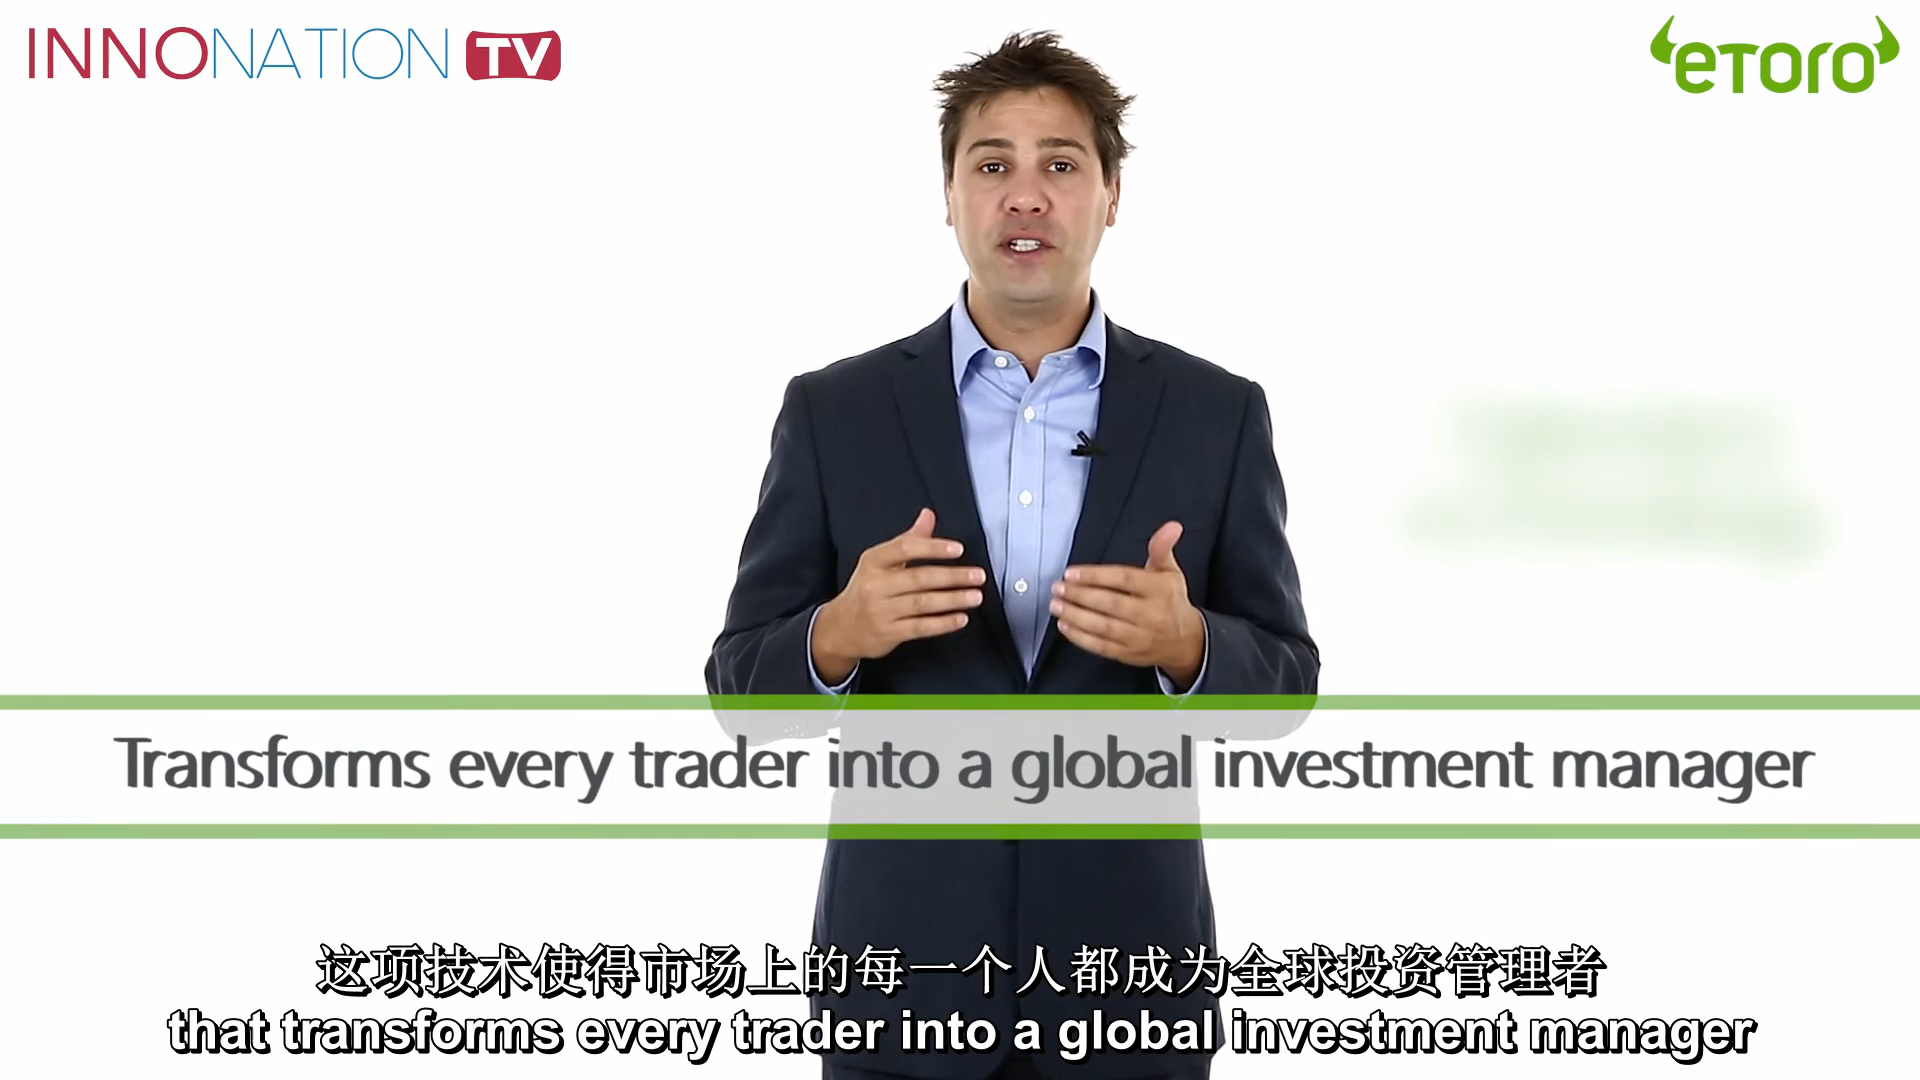 INNONATION TV
eTORO
Transforms every trader into a global investment manager
这项技术使得市场上的每一个人都成为全球投资管理者
that transforms every trader into a global investment manager